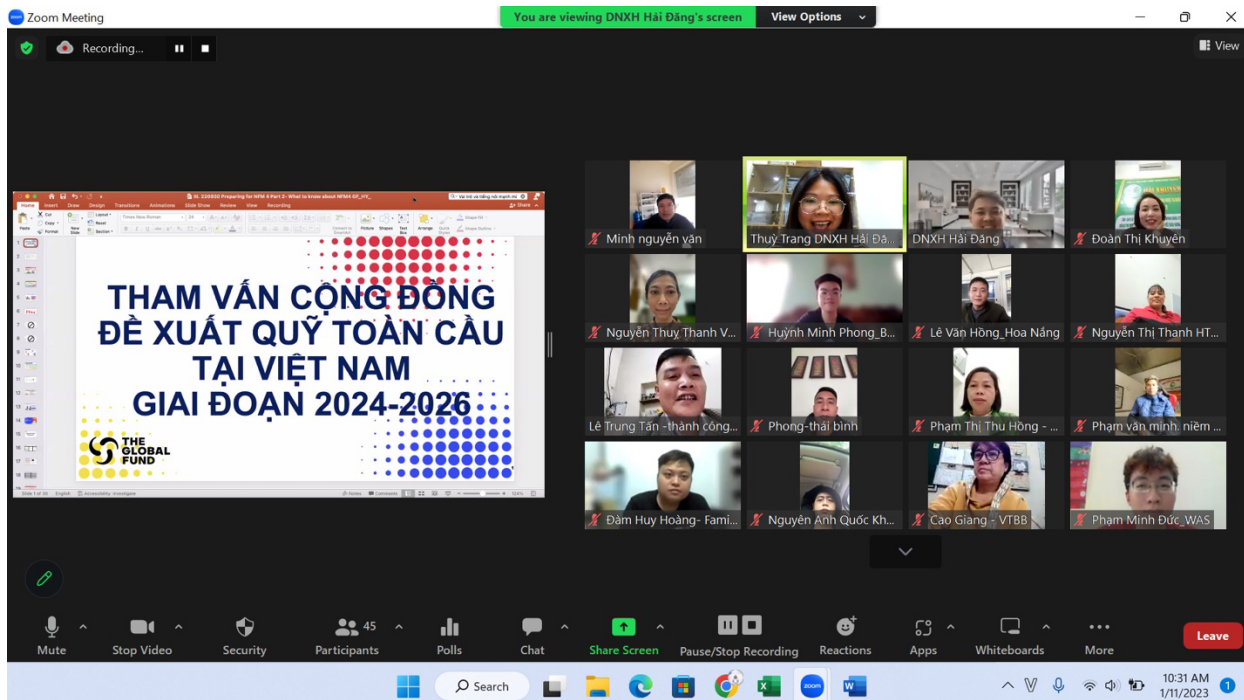 Zoom Meeting
You are viewing DNXH Hải Đăng's screen
View Options
Recording...
View
THAM VẤN CỘNG ĐỒNG
ĐỀ XUẤT QUỸ TOÀN CẦU
TẠI VIỆT NAM
GIAI ĐOẠN 2024-2026
THE
GLOBAL
FUND
Minh nguyễn văn
Thuỳ Trang DNXH Hải Đă...
DNXH Hải Đăng
Đoàn Thị Khuyên
Nguyễn Thuỵ Thanh V...
Huỳnh Minh Phong_B...
Lê Văn Hồng_Hoa Nắng
Nguyễn Thị Thanh HT...
Lê Trung Tấn -thành công...
Phong-thái bình
Phạm Thị Thu Hồng - ...
Phạm văn minh. niềm ...
Đàm Huy Hoàng- Fami...
Nguyễn Anh Quốc Kh...
Cao Giang - VTBB
Phạm Minh Đức_WAS
Mute
Stop Video
Security
45
Participants
Polls
Chat
Share Screen
Pause/Stop Recording
Reactions
Apps
Whiteboards
More
Leave
Search
10:31 AM
1/11/2023
1